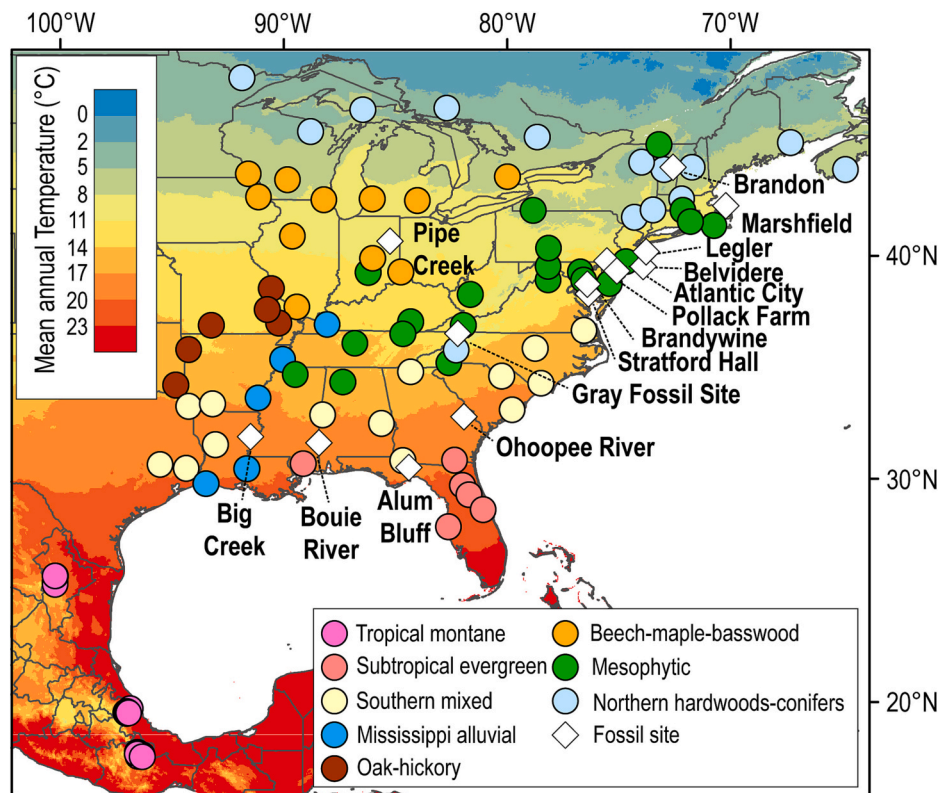 100°W 90°W 80°W 70°W
Mean annual Temperature (°C)
0
2
5
8
11
14
17
20
23
40°N
30°N
20°N
Brandon
Marshfield
Legler
Belvidere
Atlantic City
Pollack Farm
Brandywine
Stratford Hall
Gray Fossil Site
Ohoopee River
Pipe
Creek
Big
Creek
Bouie
River
Alum
Bluff
Tropical montane
Subtropical evergreen
Southern mixed
Mississippi alluvial
Oak-hickory
Beech-maple-basswood
Mesophytic
Northern hardwoods-conifers
Fossil site